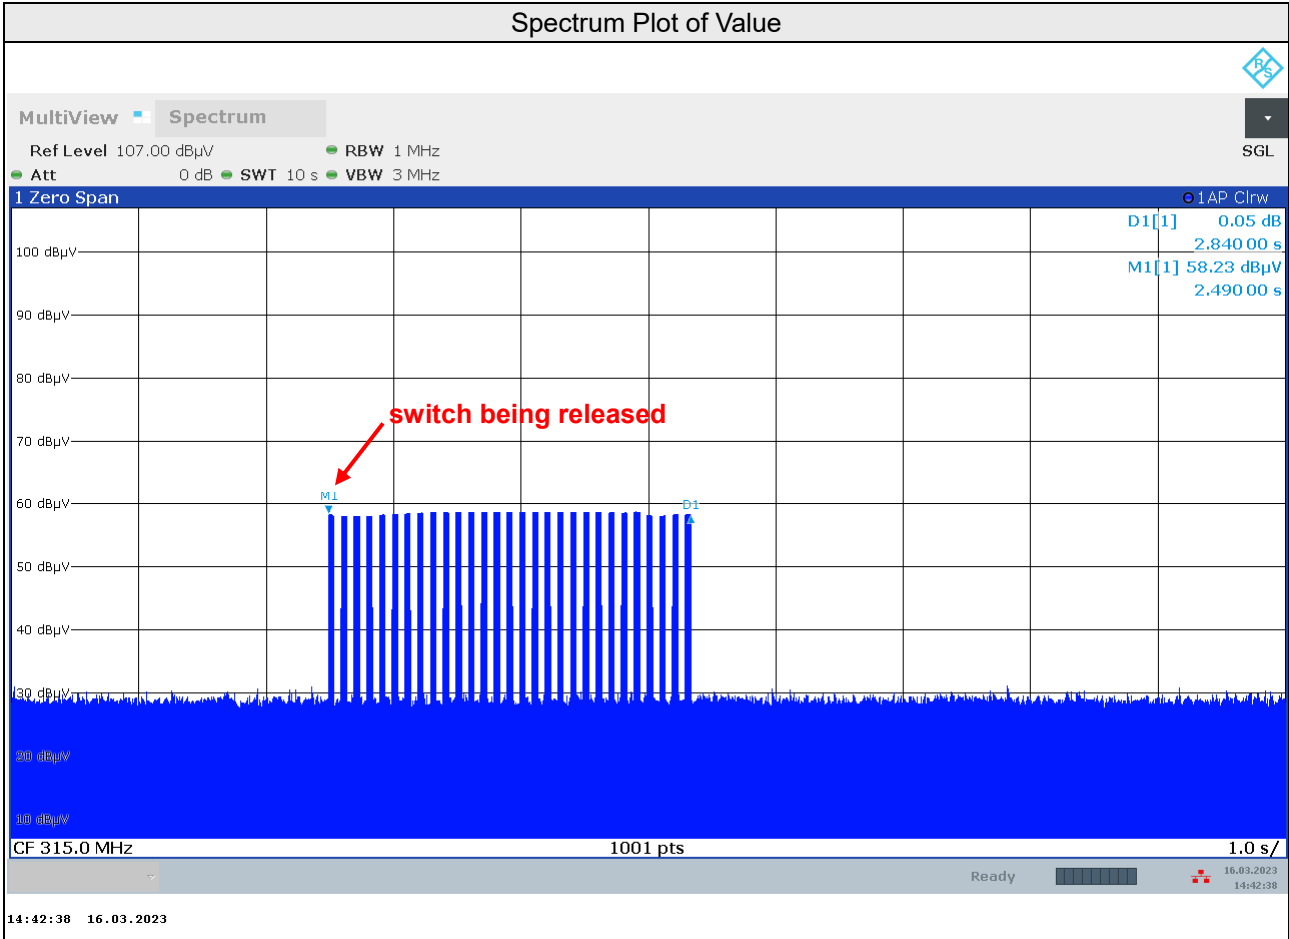 Spectrum Plot of Value
R S
MultiView Spectrum
Ref Level 107.00 dBµV RBW 1 MHz SGL
Att 0 dB SWT 10 s VBW 3 MHz
1 Zero Span 1AP Clrw
D1[1] 0.05 dB
2.840 00 s
M1[1] 58.23 dBµV
2.490 00 s
100 dBµV
90 dBµV
80 dBµV
switch being released
70 dBµV
M1
60 dBµV
D1
50 dBµV
40 dBµV
30 dBµV
20 dBµV
10 dBµV
CF 315.0 MHz 1001 pts 1.0 s/
Ready 16.03.2023
14:42:38
14:42:38 16.03.2023